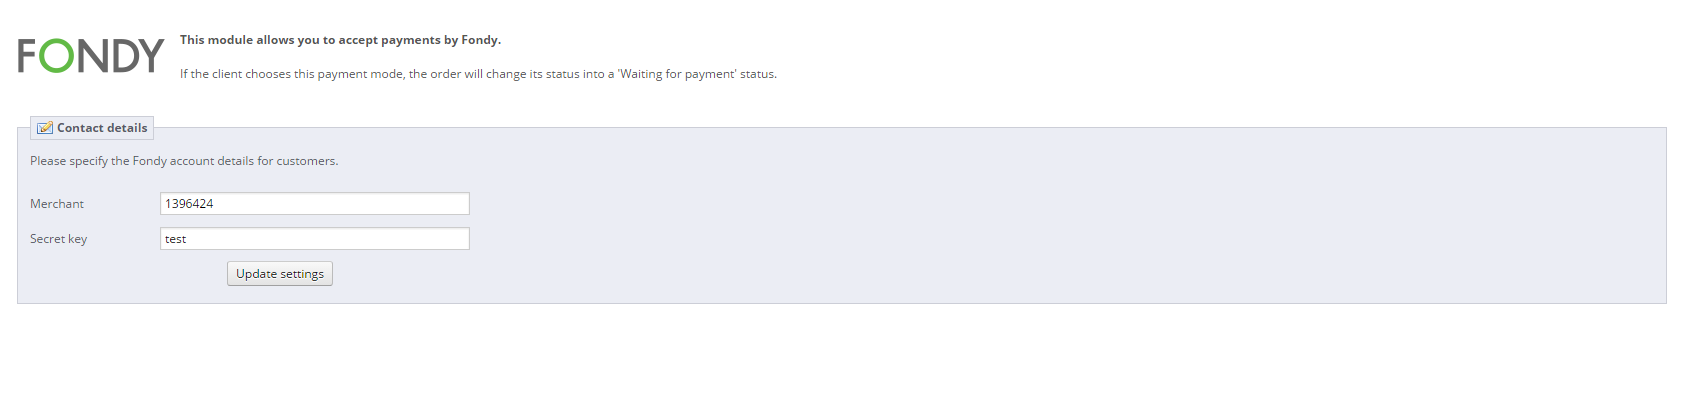 FONDY
This module allows you to accept payments by Fondy.
If the client chooses this payment mode, the order will change its status into a 'Waiting for payment' status.
Contact details
Please specify the Fondy account details for customers.
Merchant 1396424
Secret key test
Update settings